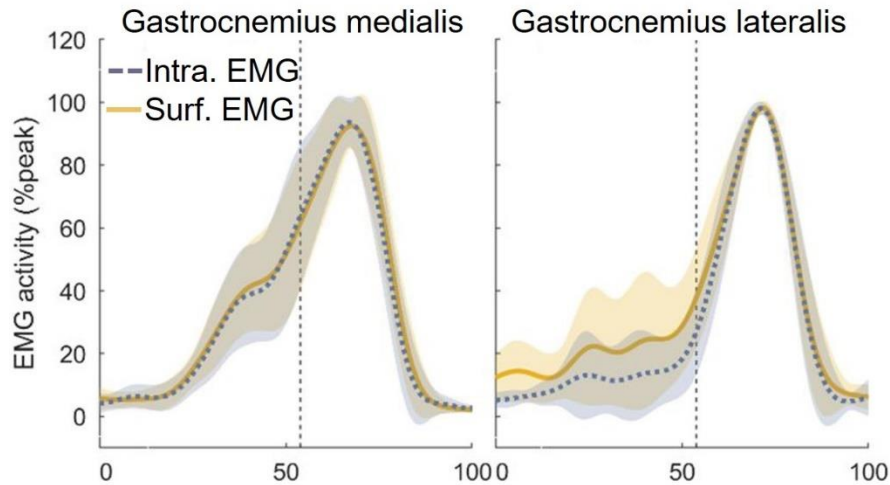 Gastrocnemius medialis
Gastrocnemius lateralis
120
100
80
60
40
20
0
EMG activity (%peak)
Intra. EMG
Surf. EMG
0
50
100
0
50
100